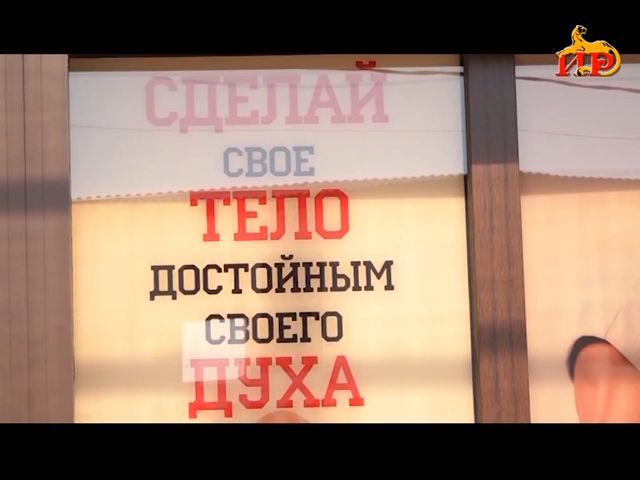 СДЕЛАЙ
СВОЕ
ТЕЛО
ДОСТОЙНЫМ
СВОЕГО
ДУХА
ИР